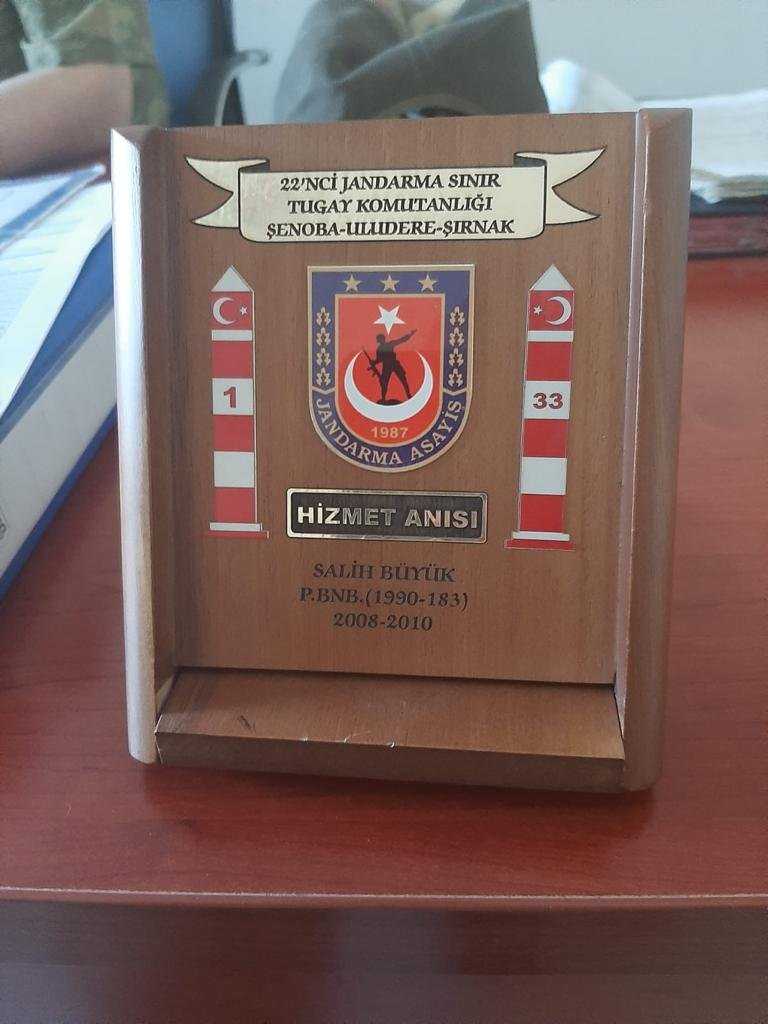 22'NCİ JANDARMA SINIR
TUGAY KOMUTANLIĞI
ŞENOBA-ULUDERE-ŞIRNAK
1
33
1987
JANDARMA ASAYİŞ
HİZMET ANISI
SALİH BÜYÜK
P.BNB.(1990-183)
2008-2010